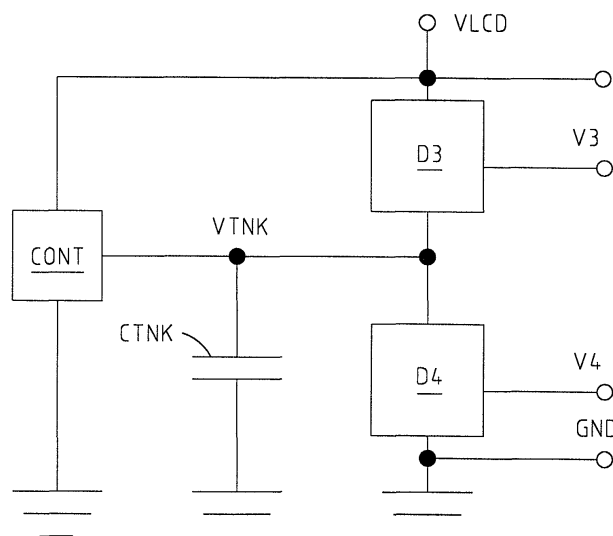 VLCD
D3
V3
VTNK
CONT
CTNK
D4
V4
GND